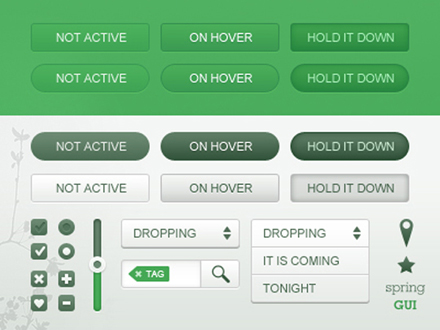 NOT ACTIVE ON HOVER HOLD IT DOWN
NOT ACTIVE ON HOVER HOLD IT DOWN
NOT ACTIVE ON HOVER HOLD IT DOWN
NOT ACTIVE ON HOVER HOLD IT DOWN
DROPPING DROPPING
IT IS COMING
TAG
TONIGHT
spring
GUI